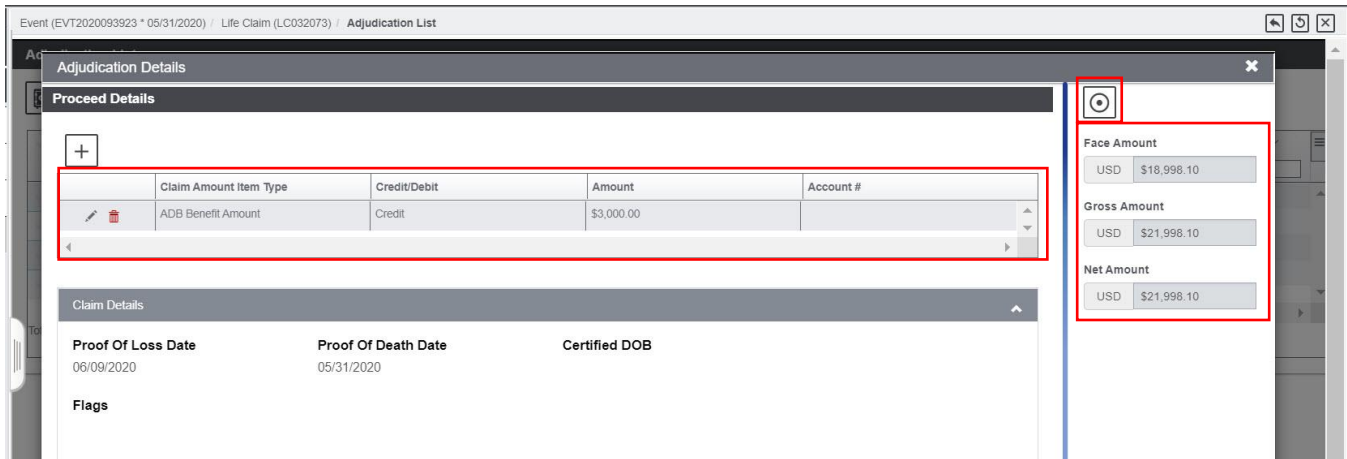 Event (EVT2020093923 * 05/31/2020) / Life Claim (LC032073) / Adjudication List
Adjudication Details
Proceed Details
Claim Amount Item Type Credit/Debit Amount Account #
ADB Benefit Amount Credit $3,000.00
Face Amount
USD $18,998.10
Gross Amount
USD $21,998.10
Net Amount
USD $21,998.10
Claim Details
Proof Of Loss Date Proof Of Death Date Certified DOB
06/09/2020 05/31/2020
Flags